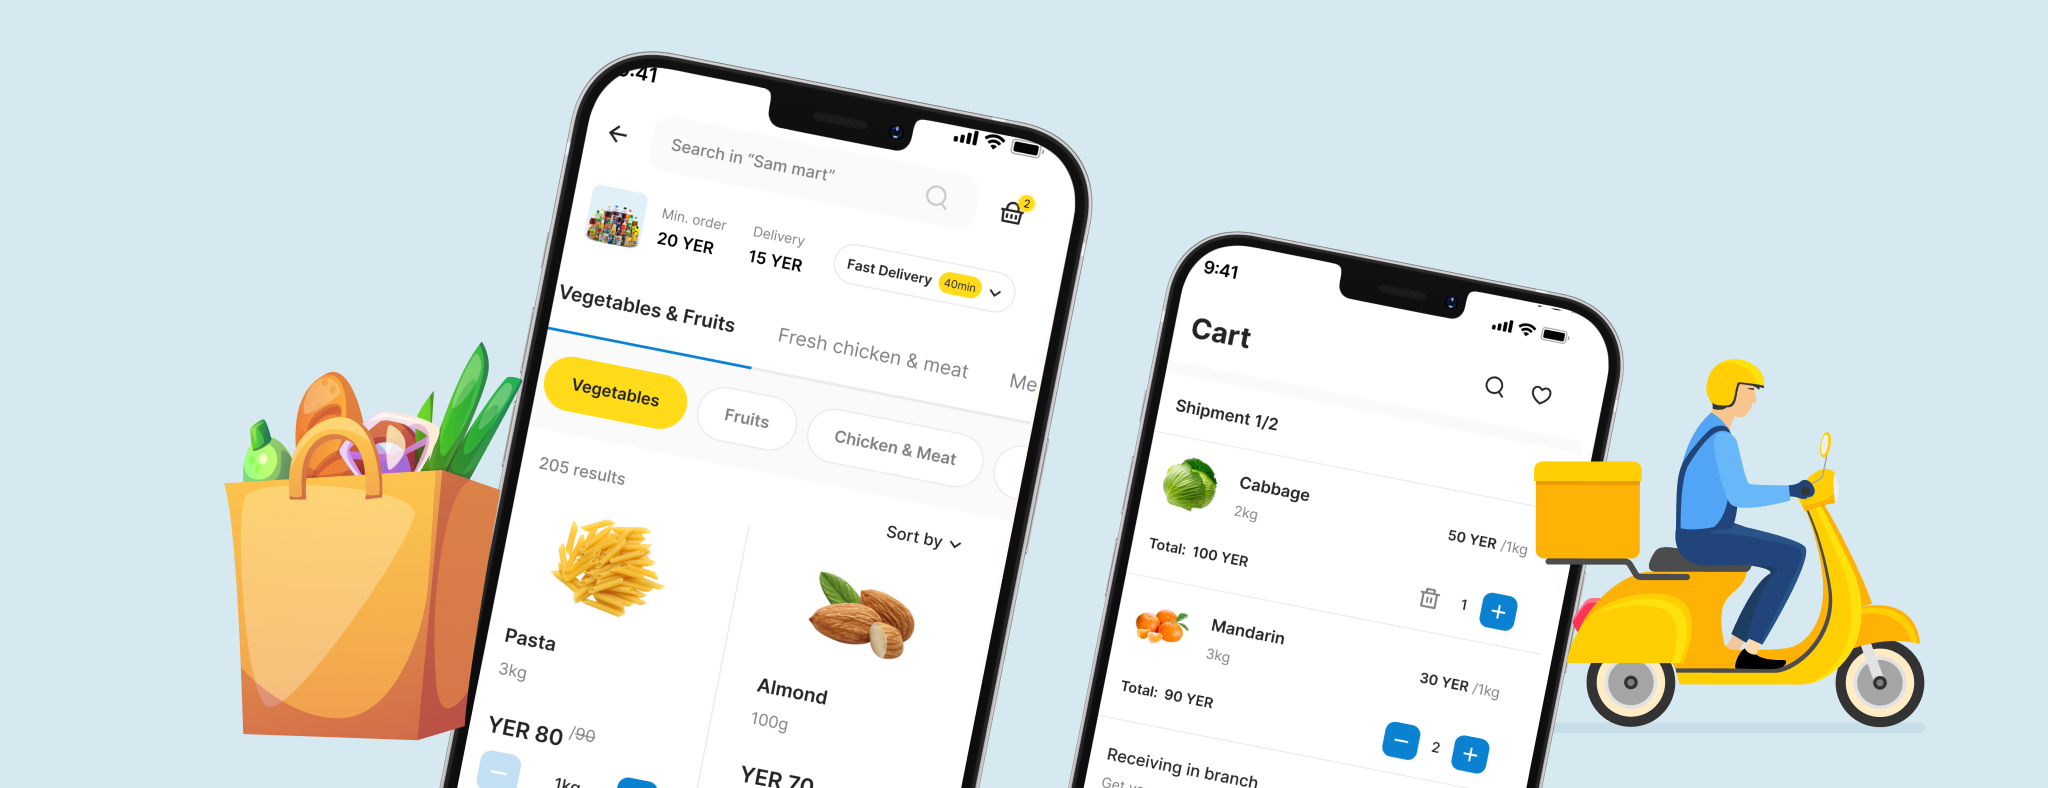 9:41
Search in “Sam mart”
2
Min. order
20 YER
Delivery
15 YER
Fast Delivery 40min
Vegetables & Fruits
Fresh chicken & meat
Me
Vegetables
Fruits
Chicken & Meat
205 results
Sort by
Pasta
3kg
YER 80 /90
1kg
Almond
100g
YER 70
9:41
Cart
Shipment 1/2
Cabbage
2kg
50 YER /1kg
Total: 100 YER
1
Mandarin
3kg
30 YER /1kg
Total: 90 YER
2
Receiving in branch
Get